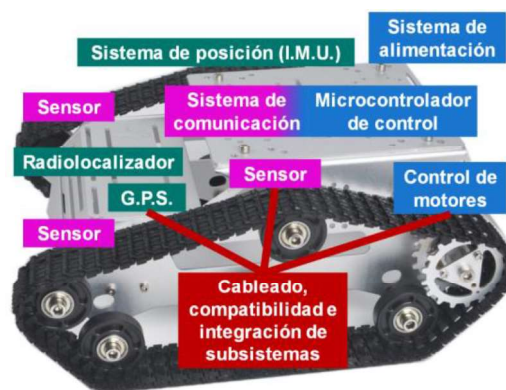 Sistema de posición (I.M.U.)
Sistema de
alimentación
Sensor
Sistema de
comunicación
Microcontrolador
de control
Radiolocalizador
Sensor
G.P.S.
Control de
motores
Sensor
Cableado,
compatibilidad e
integración de
subsistemas